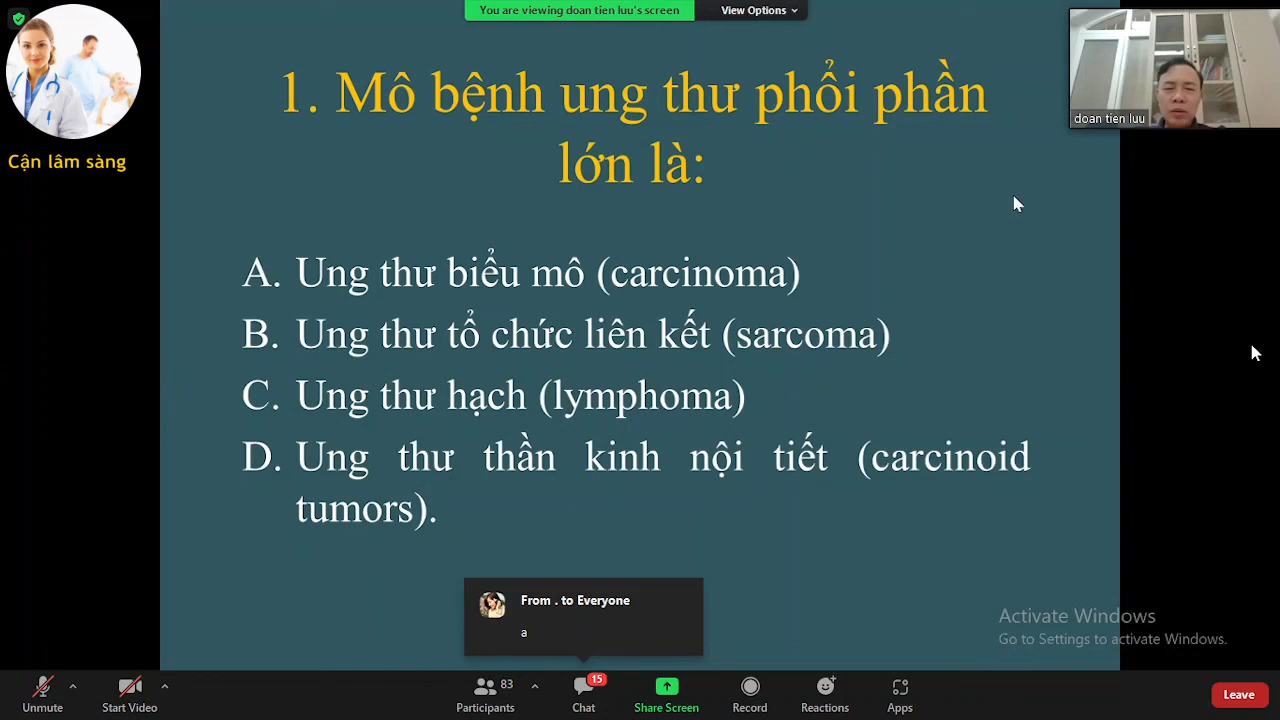 You are viewing doan tien luu's screen
View Options
Cận lâm sàng
doan tien luu
1. Mô bệnh ung thư phổi phần
lớn là:
A. Ung thư biểu mô (carcinoma)
B. Ung thư tổ chức liên kết (sarcoma)
C. Ung thư hạch (lymphoma)
D. Ung thư thần kinh nội tiết (carcinoid
tumors).
From . to Everyone
a
Activate Windows
Go to Settings to activate Windows.
Unmute
Start Video
83
Participants
15
Chat
Share Screen
Record
Reactions
Apps
Leave